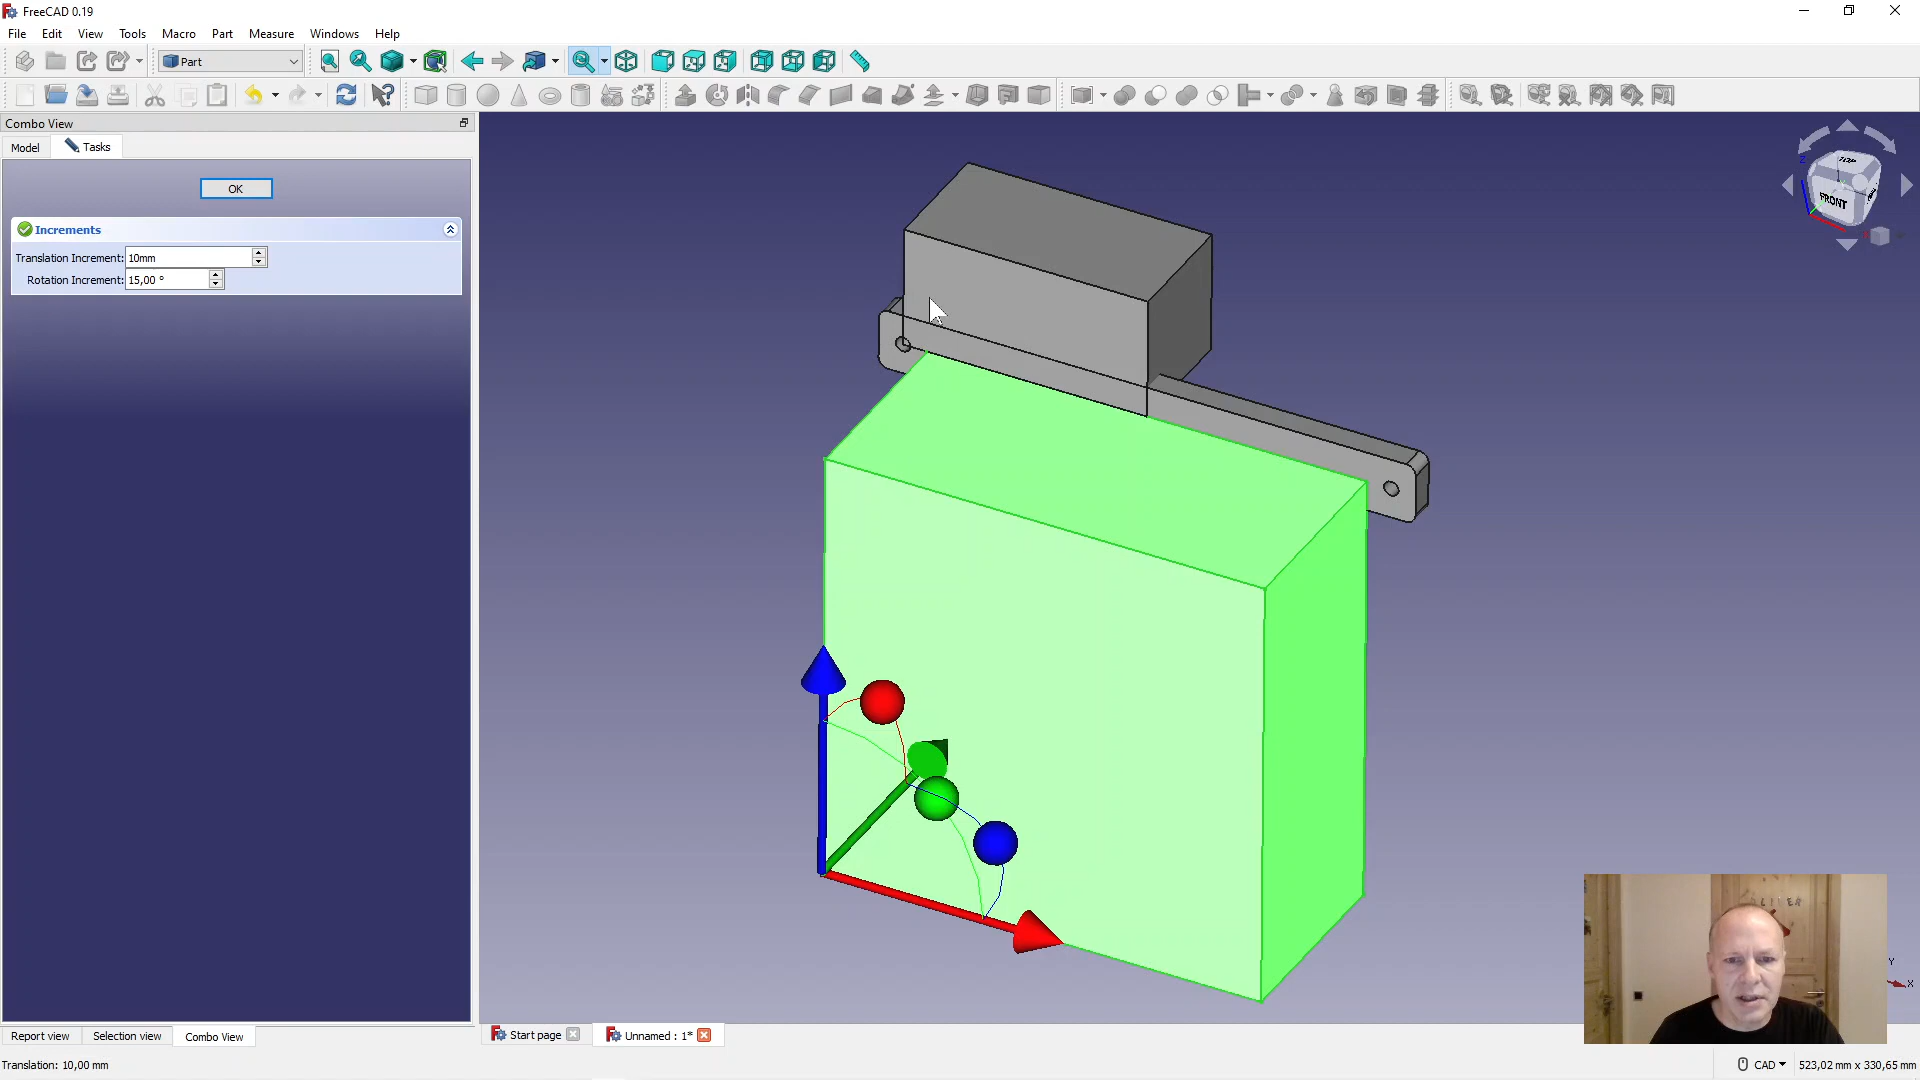 FreeCAD 0.19
File Edit View Tools Macro Part Measure Windows Help
Part
Combo View
Model Tasks
OK
Increments
Translation Increment: 10mm
Rotation Increment: 15,00 °
TOP
FRONT
Z
Y
X
Report view Selection view Combo View
Start page Unnamed : 1*
Translation: 10,00 mm
CAD 523,02 mm x 330,65 mm